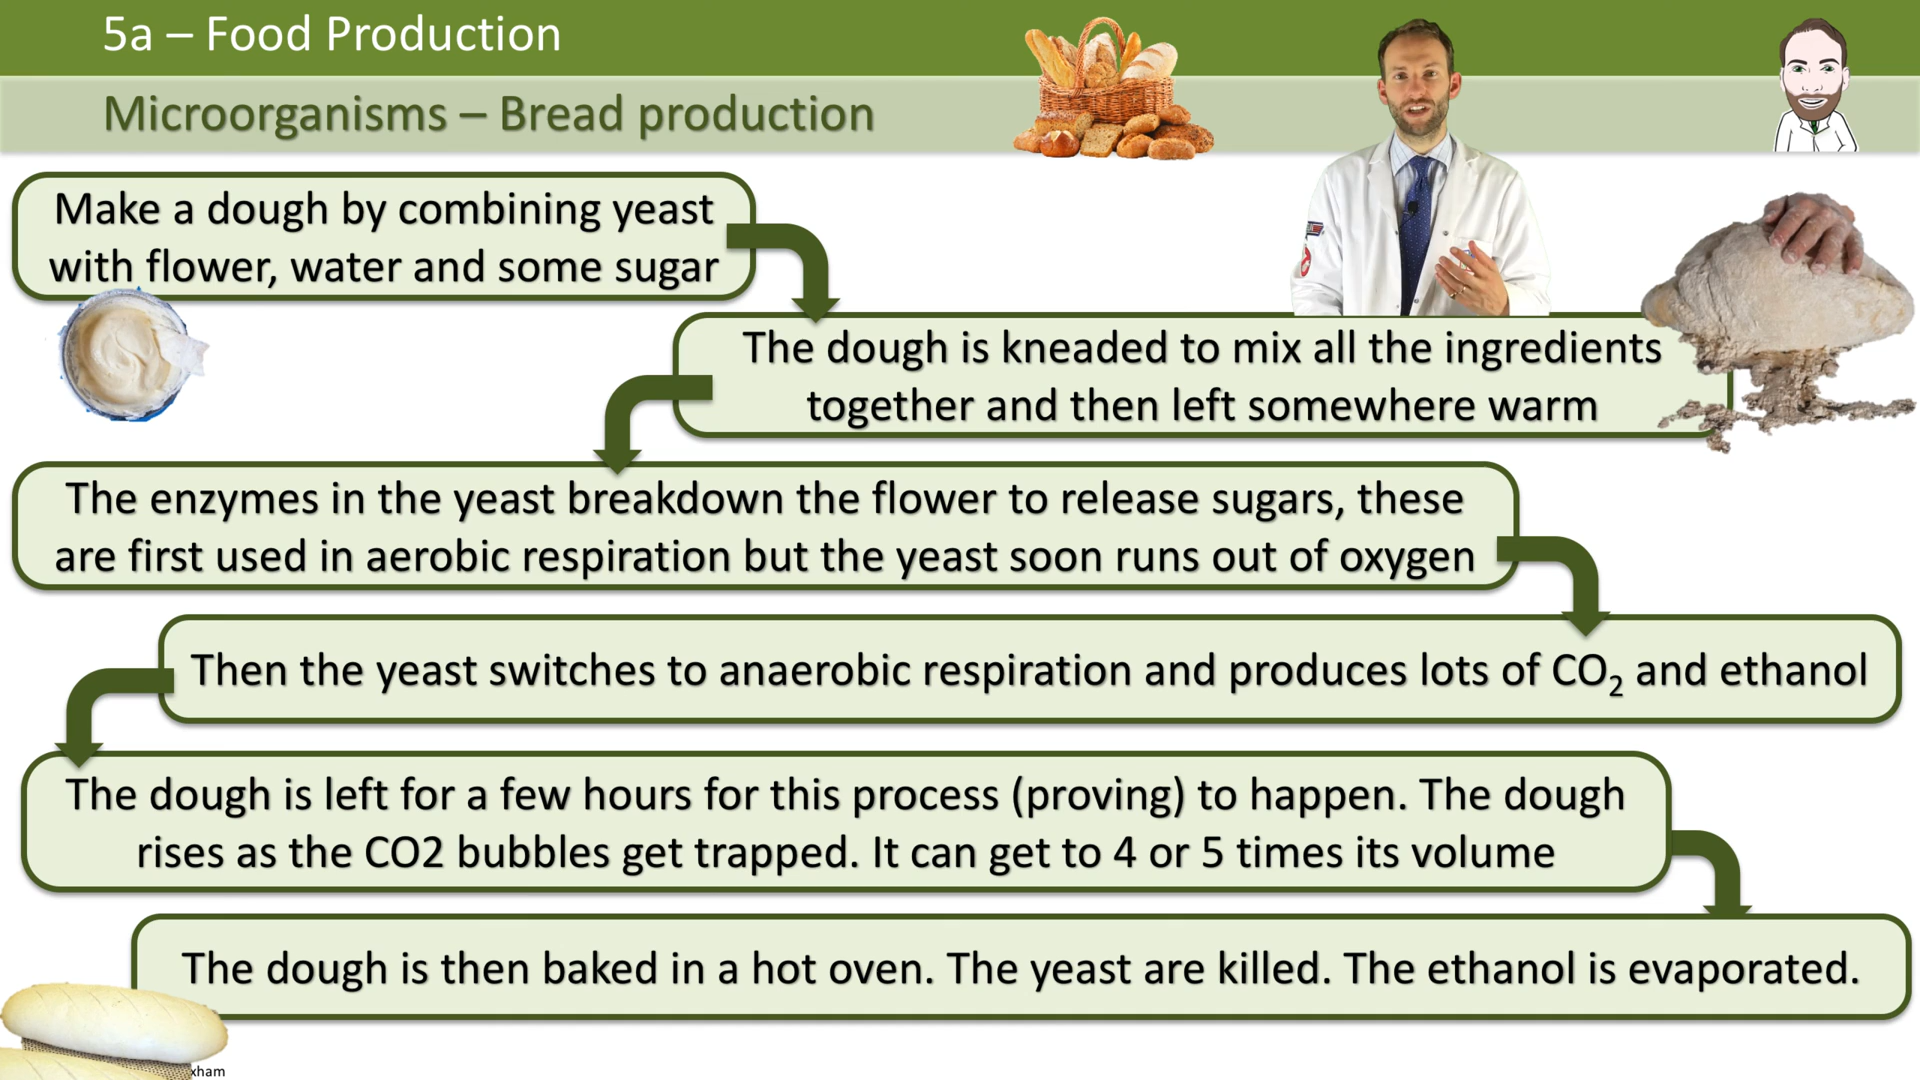 5a – Food Production
Microorganisms – Bread production
Make a dough by combining yeast
with flower, water and some sugar
The dough is kneaded to mix all the ingredients
together and then left somewhere warm
The enzymes in the yeast breakdown the flower to release sugars, these
are first used in aerobic respiration but the yeast soon runs out of oxygen
Then the yeast switches to anaerobic respiration and produces lots of CO₂ and ethanol
The dough is left for a few hours for this process (proving) to happen. The dough
rises as the CO2 bubbles get trapped. It can get to 4 or 5 times its volume
The dough is then baked in a hot oven. The yeast are killed. The ethanol is evaporated.
xham